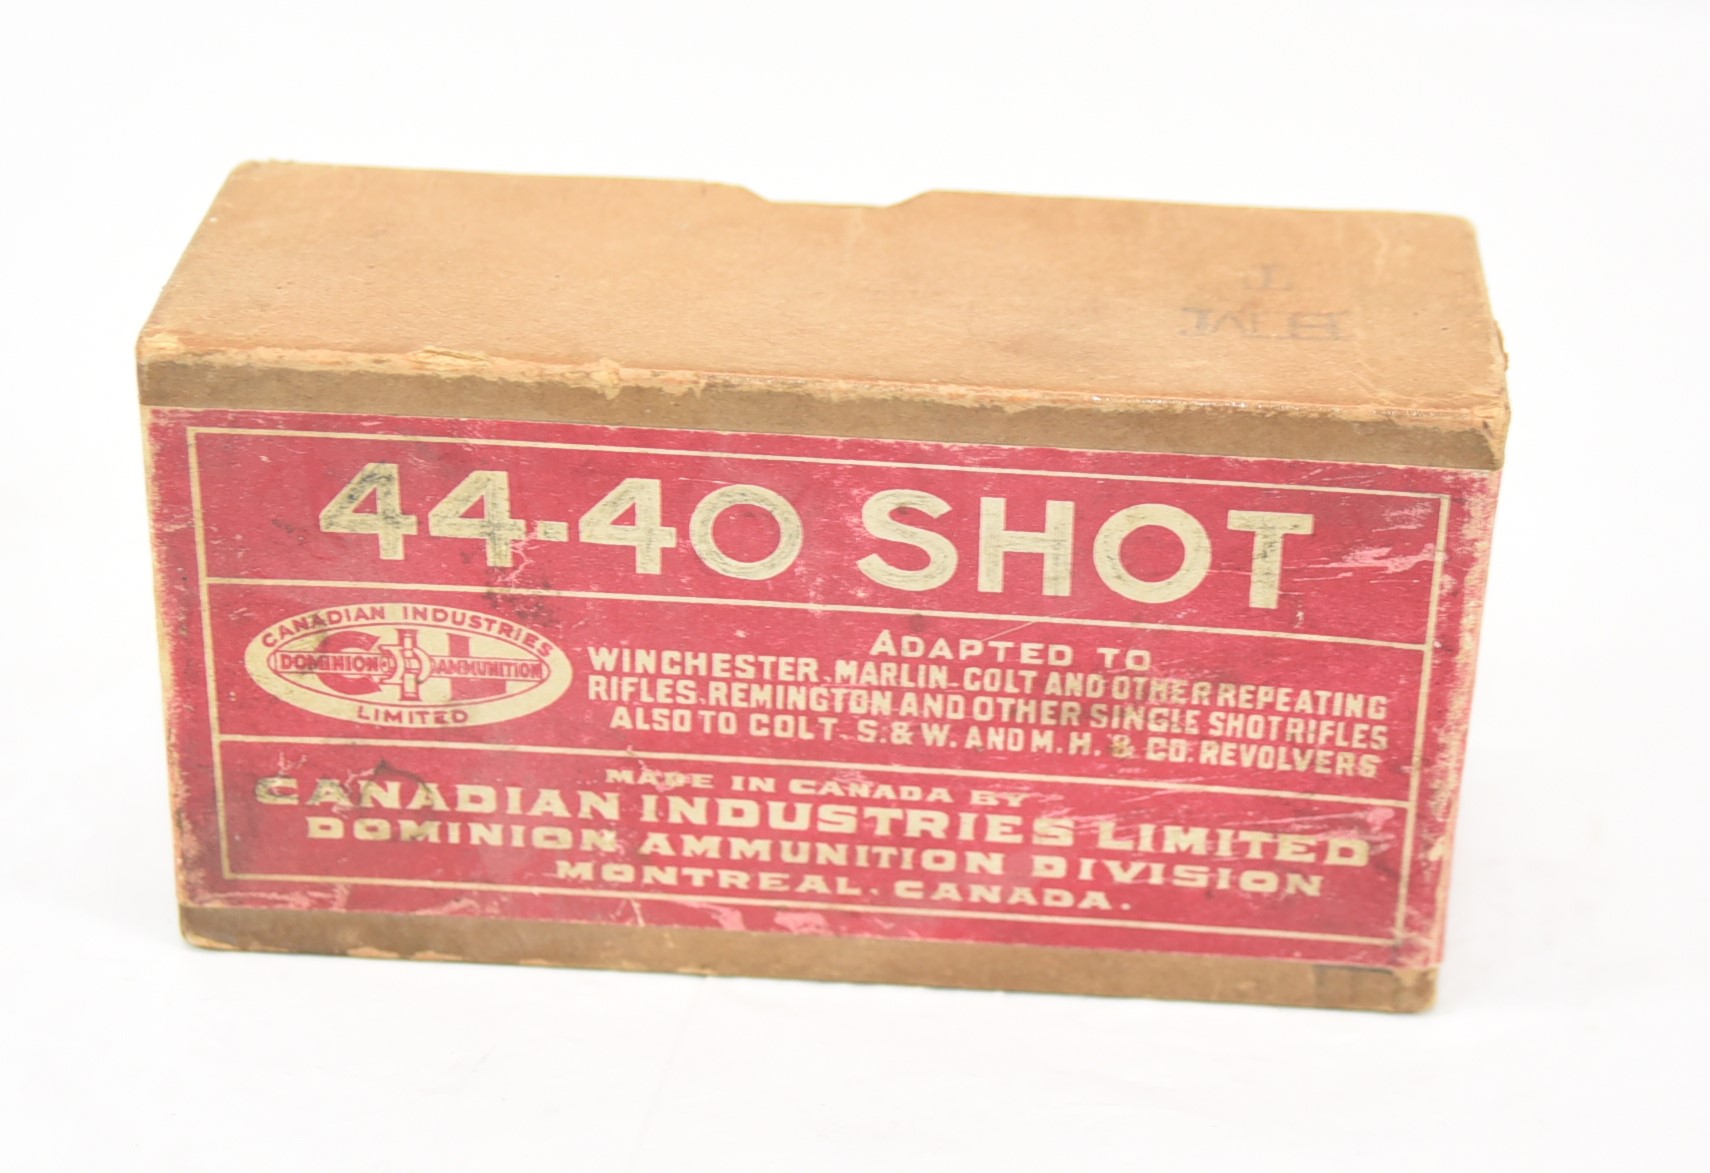 44-40 SHOT
CANADIAN INDUSTRIES
DOMINION CIL AMMUNITION
LIMITED
ADAPTED TO
WINCHESTER, MARLIN, COLT AND OTHER REPEATING
RIFLES, REMINGTON AND OTHER SINGLE SHOT RIFLES
ALSO TO COLT, S. & W. AND M. H. & CO. REVOLVERS
MADE IN CANADA BY
CANADIAN INDUSTRIES LIMITED
DOMINION AMMUNITION DIVISION
MONTREAL, CANADA.